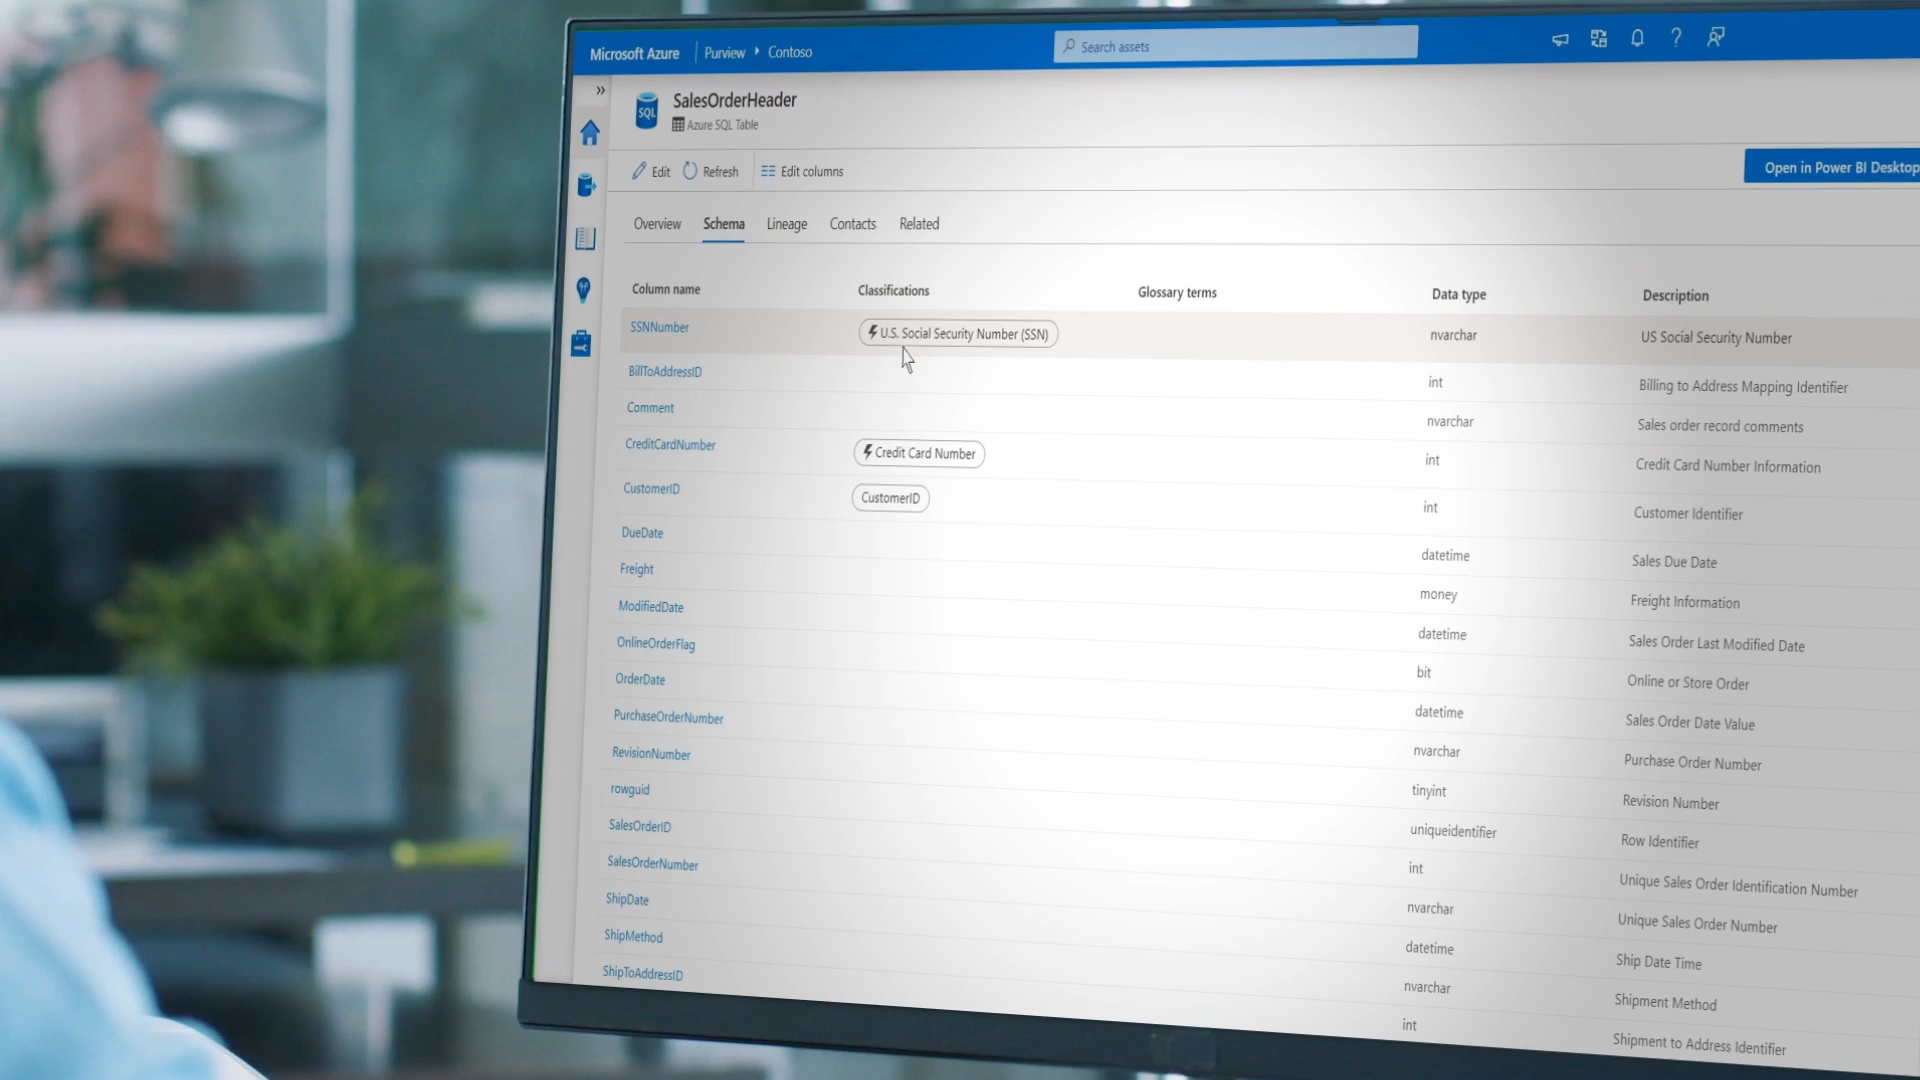 Microsoft Azure Purview Contoso Search assets
SQL SalesOrderHeader
Azure SQL Table
Edit Refresh Edit columns Open in Power BI Desktop
Overview Schema Lineage Contacts Related
Column name Classifications Glossary terms Data type Description
SSNNumber U.S. Social Security Number (SSN) nvarchar US Social Security Number
BillToAddressID int Billing to Address Mapping Identifier
Comment nvarchar Sales order record comments
CreditCardNumber Credit Card Number int Credit Card Number Information
CustomerID CustomerID int Customer Identifier
DueDate datetime Sales Due Date
Freight money Freight Information
ModifiedDate datetime Sales Order Last Modified Date
OnlineOrderFlag bit Online or Store Order
OrderDate datetime Sales Order Date Value
PurchaseOrderNumber nvarchar Purchase Order Number
RevisionNumber tinyint Revision Number
rowguid uniqueidentifier Row Identifier
SalesOrderID int Unique Sales Order Identification Number
SalesOrderNumber nvarchar Unique Sales Order Number
ShipDate datetime Ship Date Time
ShipMethod nvarchar Shipment Method
ShipToAddressID int Shipment to Address Identifier